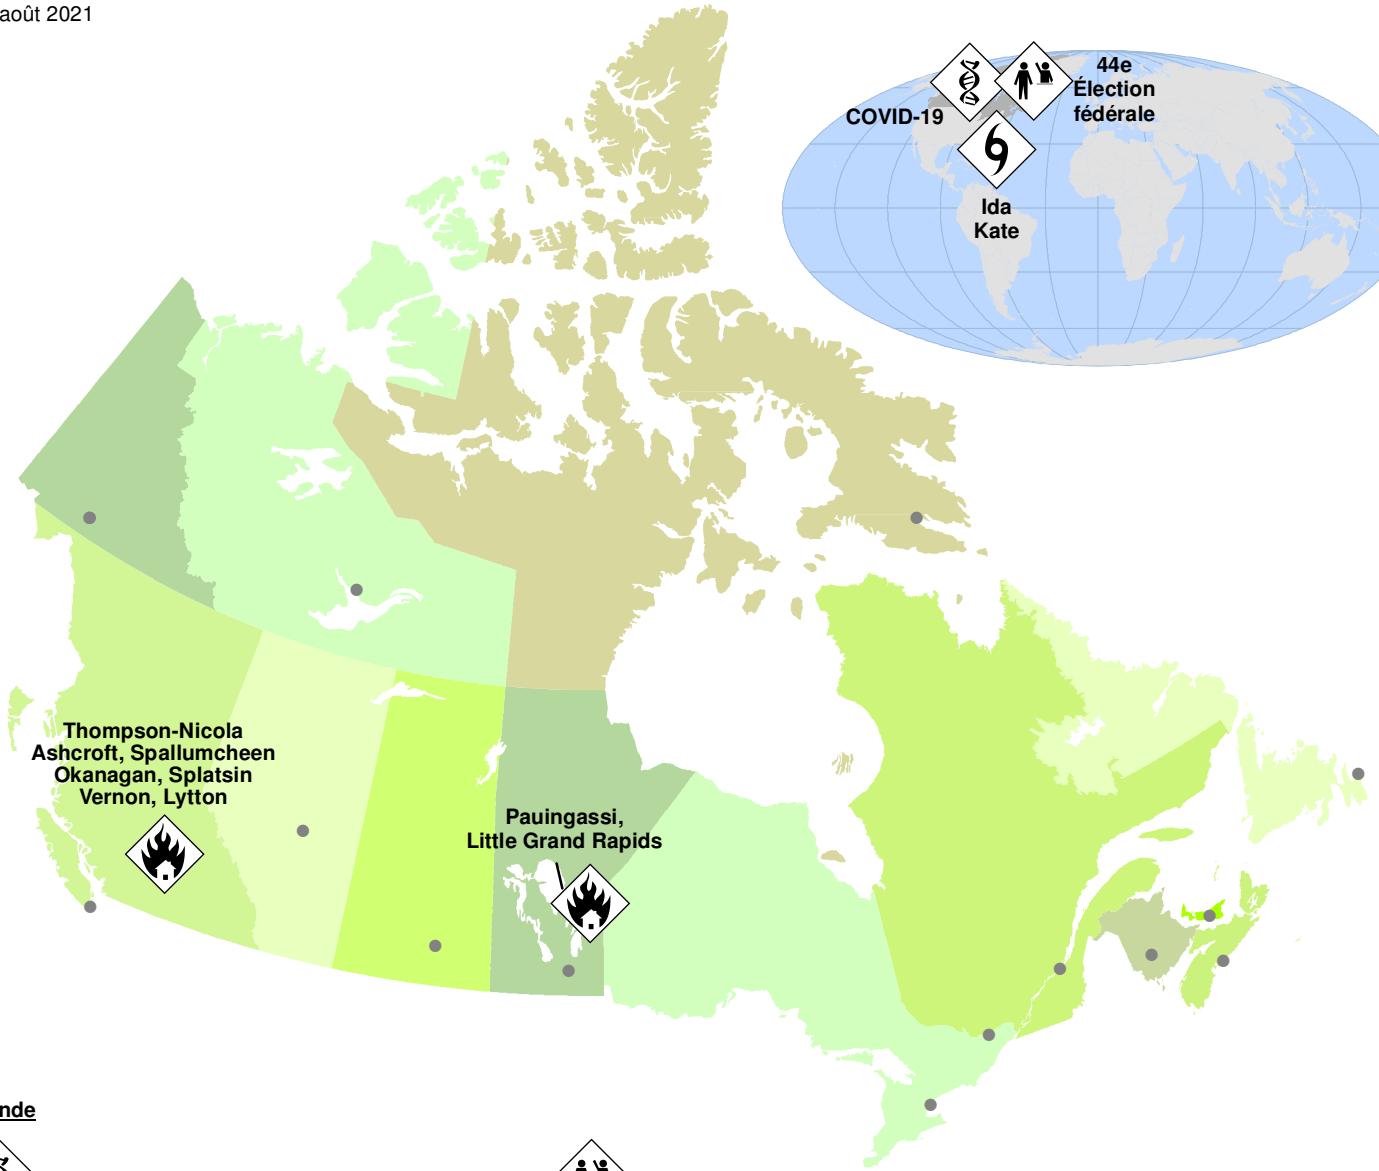 août 2021
44e
Élection
fédérale
COVID-19
Ida
Kate
Thompson-Nicola
Ashcroft, Spallumcheen
Okanagan, Splatsin
Vernon, Lytton
Pauingassi,
Little Grand Rapids
nde